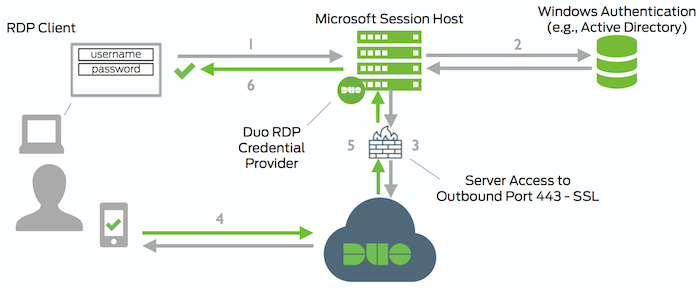 RDP Client
username
password
1
6
Microsoft Session Host
2
Windows Authentication
(e.g., Active Directory)
DUO
Duo RDP
Credential
Provider
5
3
Server Access to
Outbound Port 443 - SSL
4
DUO